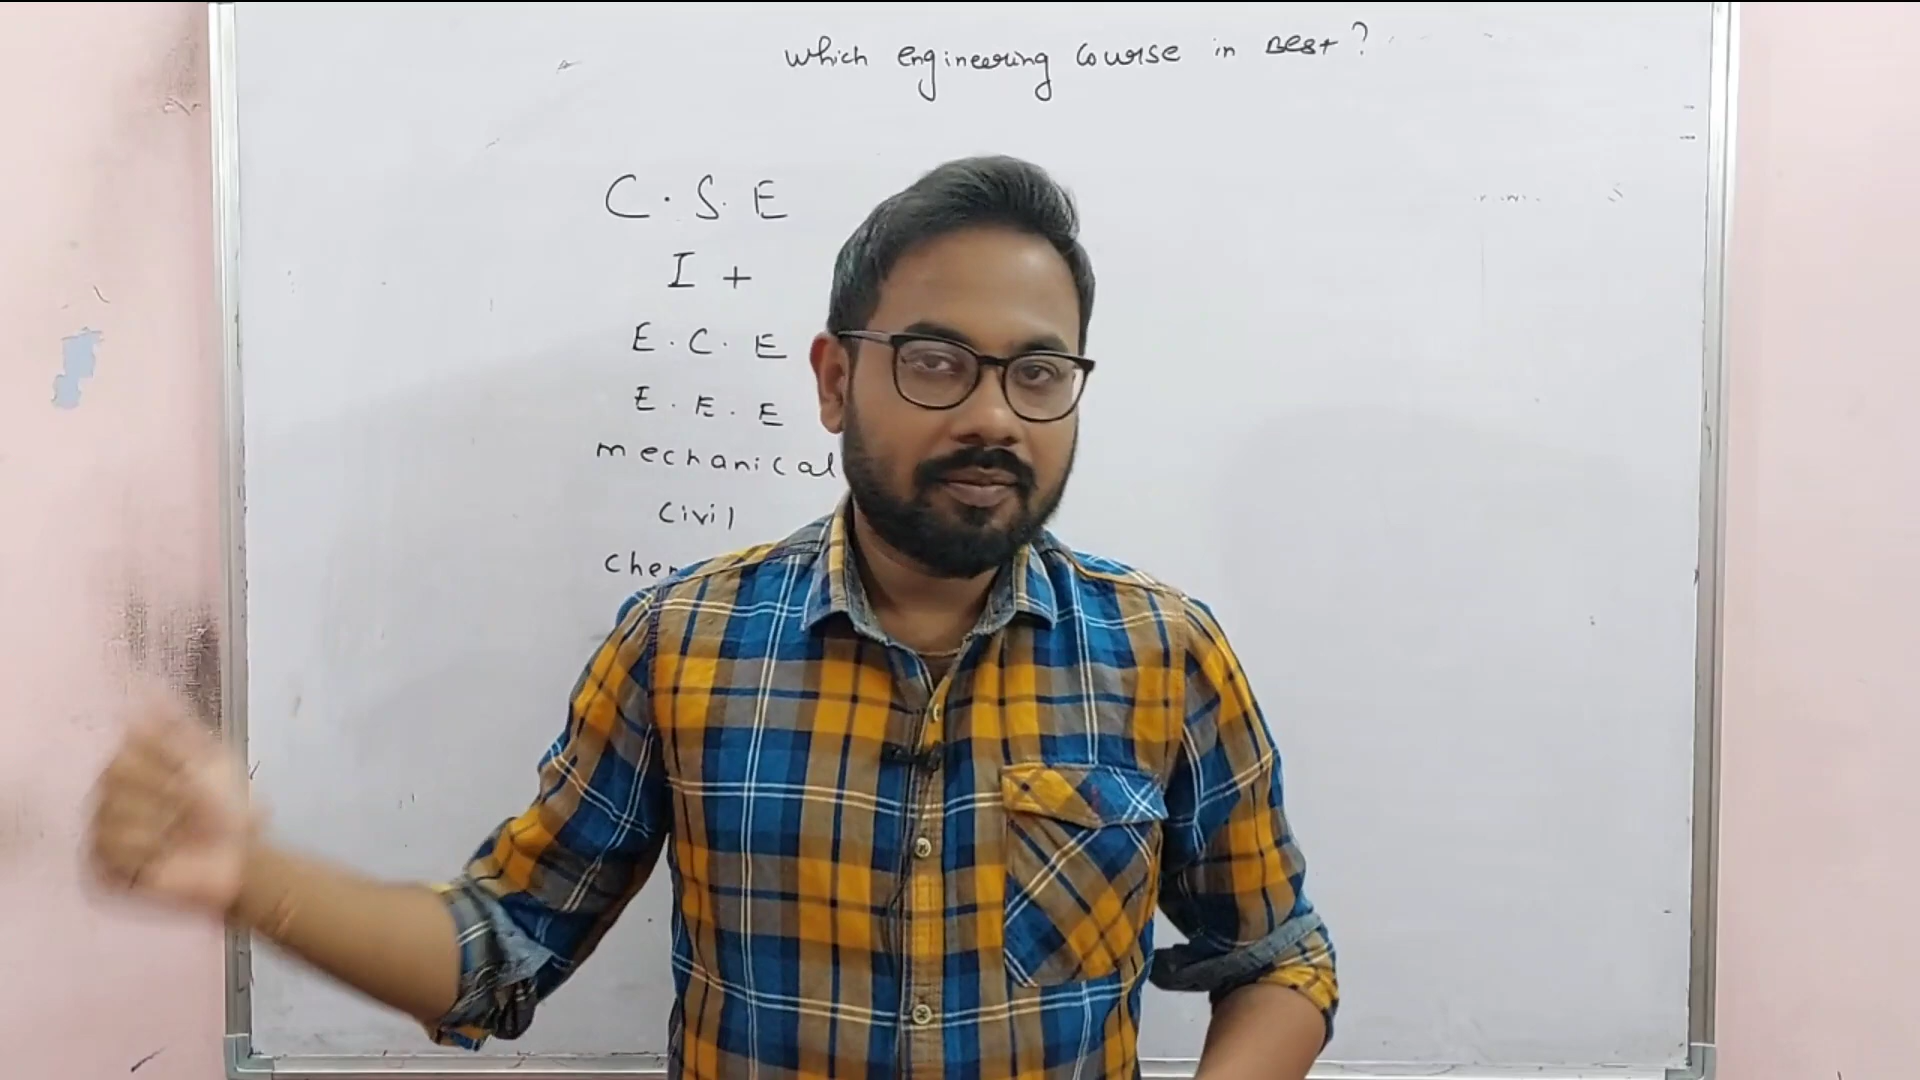 Which engineering Course in Best?
C.S.E
I +
E.C.E
E.E.E
mechanical
Civil